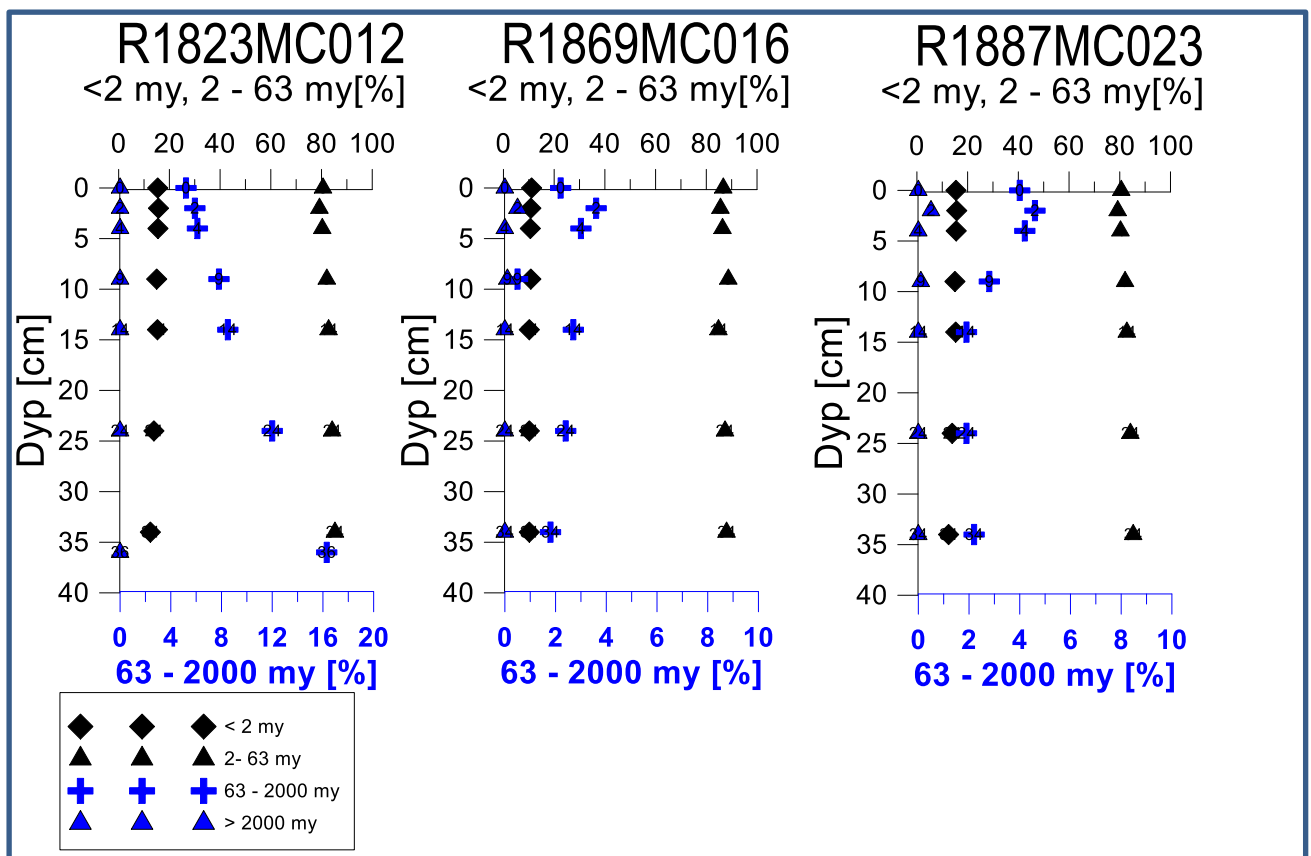 R1823MC012 R1869MC016 R1887MC023
<2 my, 2 - 63 my[%] <2 my, 2 - 63 my[%] <2 my, 2 - 63 my[%]
0 20 40 60 80 100 0 20 40 60 80 100 0 20 40 60 80 100
0 0 0
5 5 5
10 10 10
15 15 15
20 20 20
25 25 25
30 30 30
35 35 35
40 40 40
Dyp [cm] Dyp [cm] Dyp [cm]
0 4 8 12 16 20 0 2 4 6 8 10 0 2 4 6 8 10
63 - 2000 my [%] 63 - 2000 my [%] 63 - 2000 my [%]
< 2 my
2- 63 my
63 - 2000 my
> 2000 my